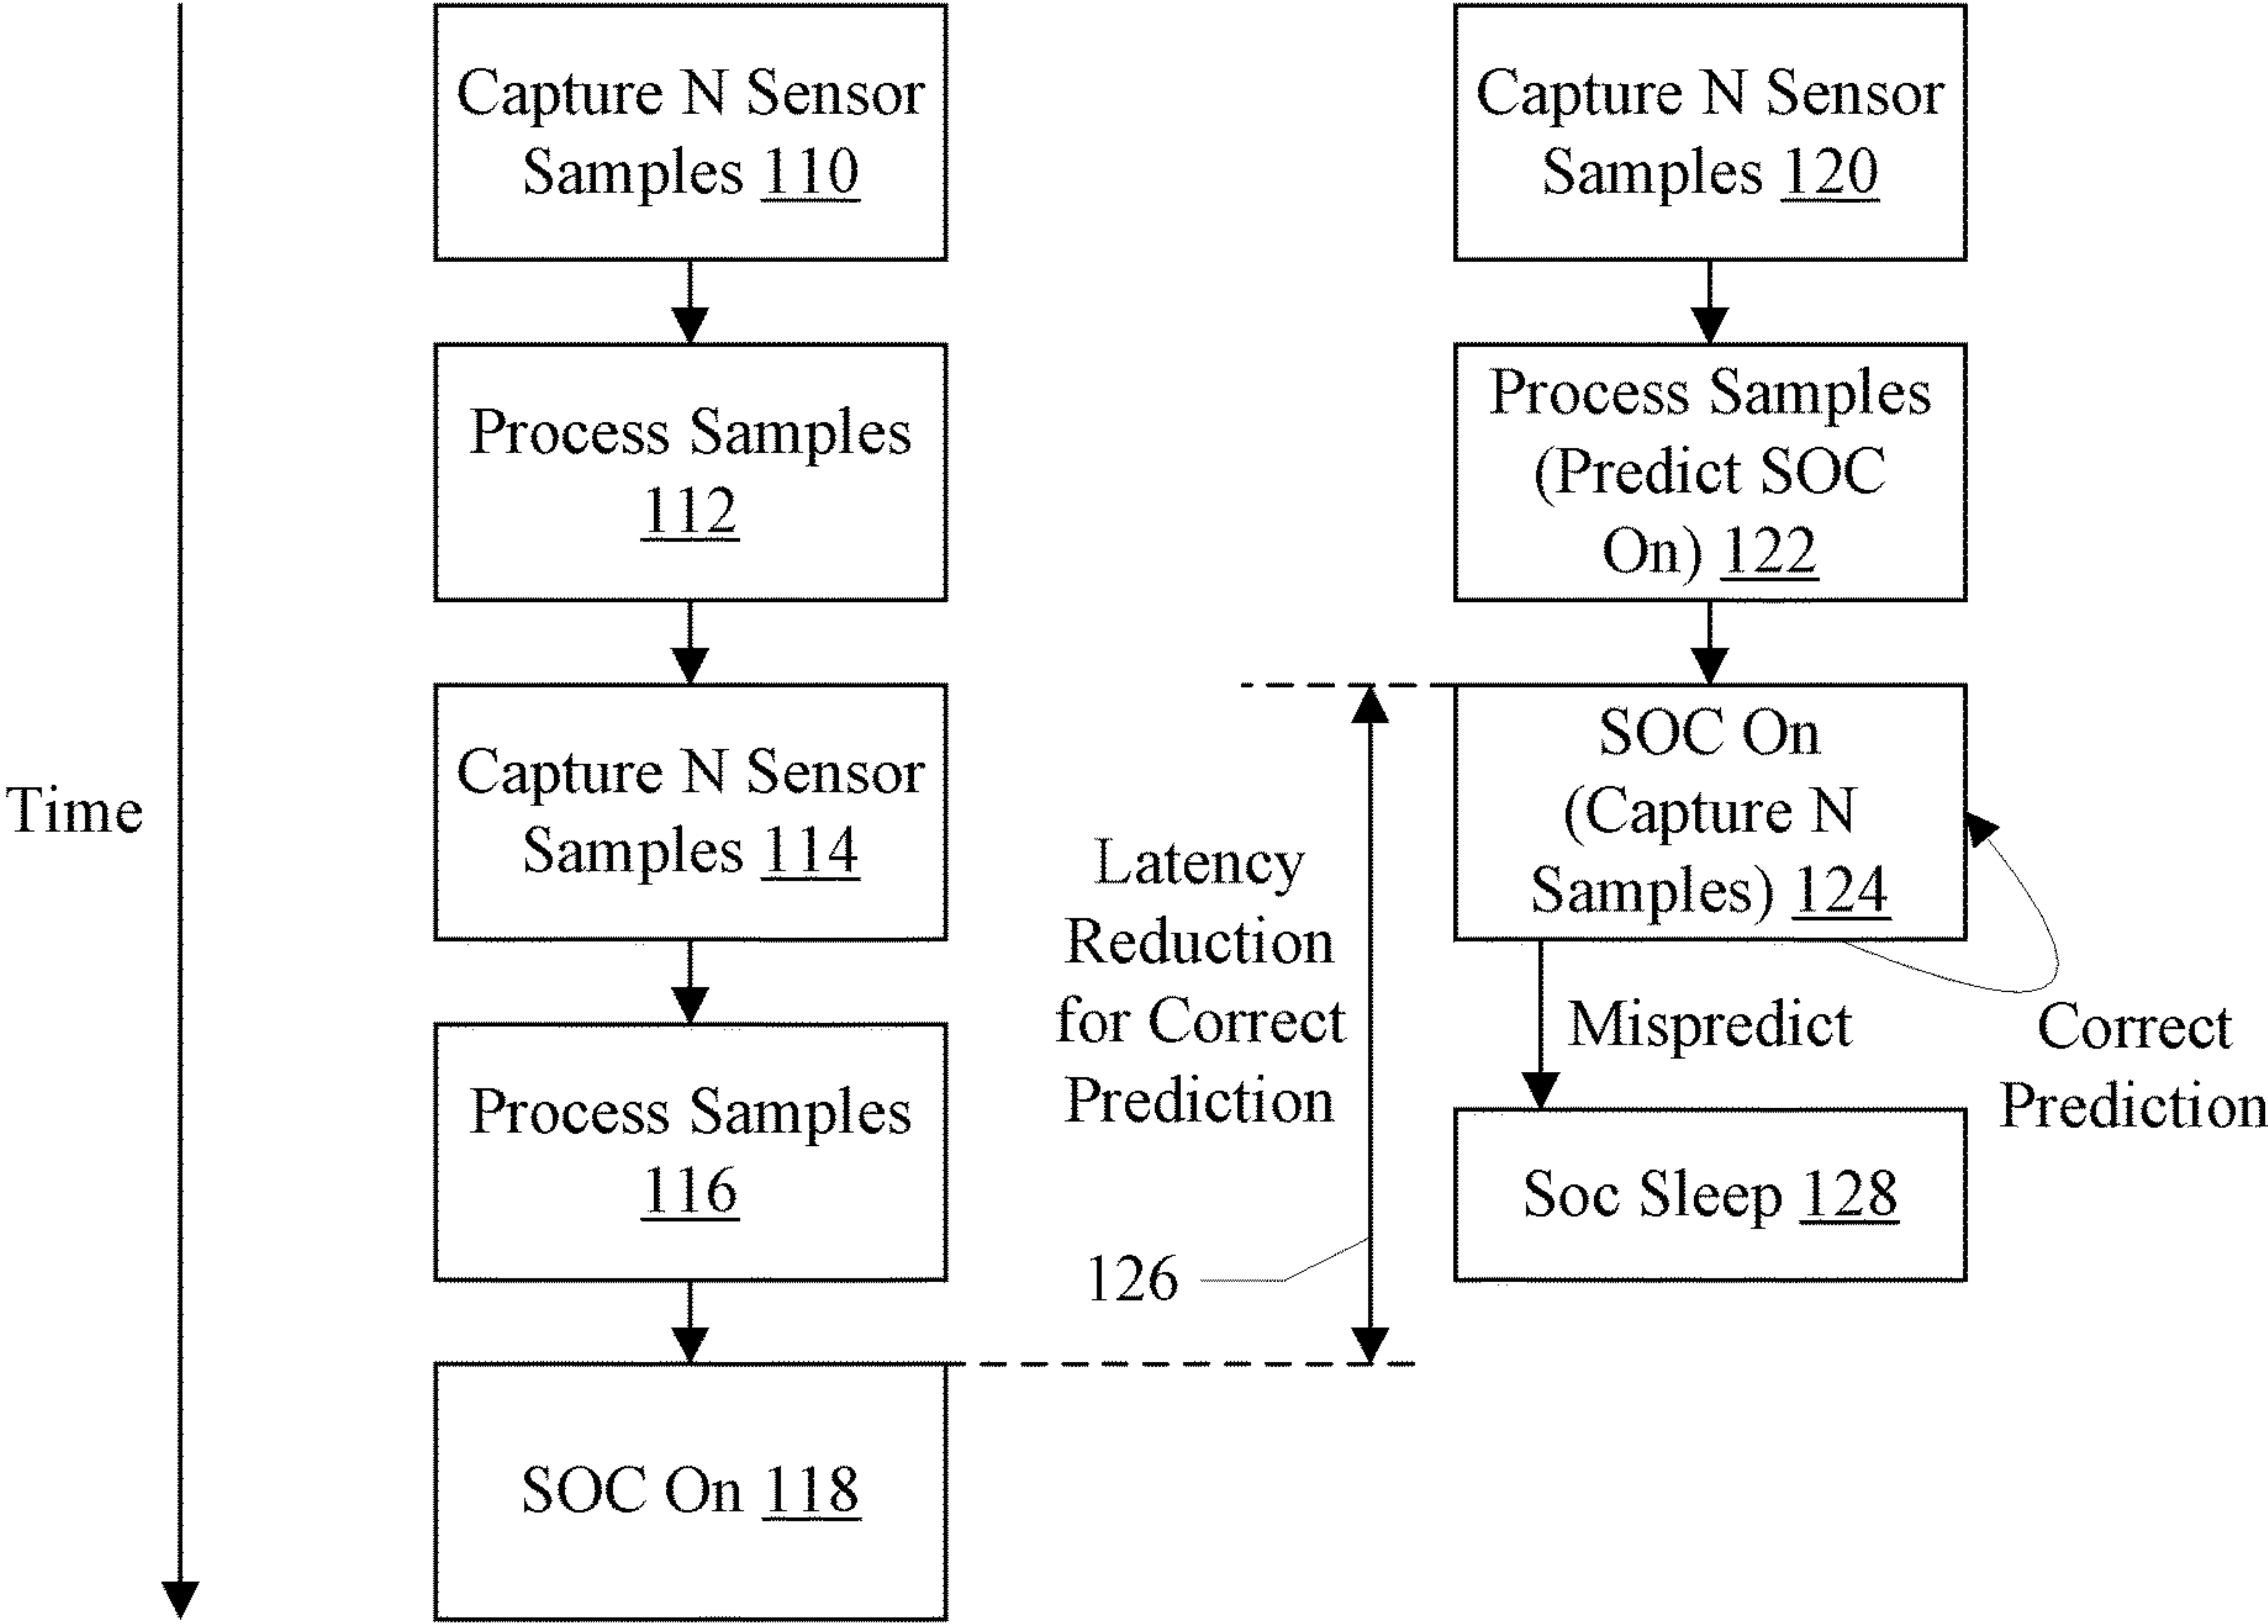 Time
Capture N Sensor
Samples 110
Process Samples
112
Capture N Sensor
Samples 114
Process Samples
116
SOC On 118
Latency
Reduction
for Correct
Prediction
126
Capture N Sensor
Samples 120
Process Samples
(Predict SOC
On) 122
SOC On
(Capture N
Samples) 124
Mispredict
Correct
Prediction
Soc Sleep 128